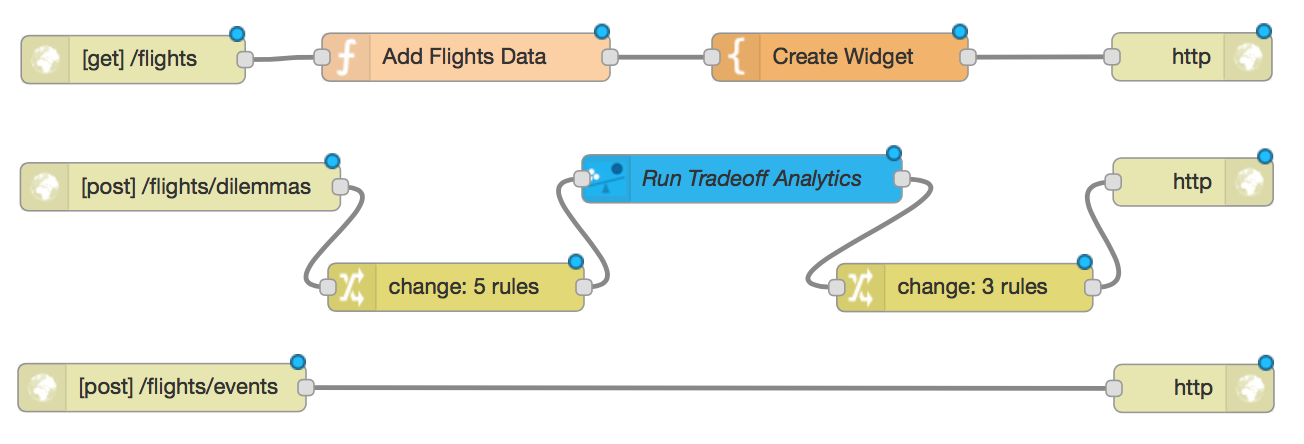 [get] /flights
Add Flights Data
Create Widget
http
[post] /flights/dilemmas
Run Tradeoff Analytics
http
change: 5 rules
change: 3 rules
[post] /flights/events
http